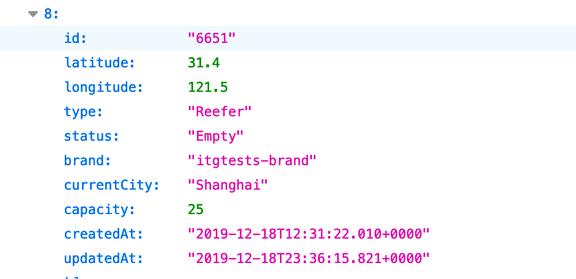 8:
id: "6651"
latitude: 31.4
longitude: 121.5
type: "Reefer"
status: "Empty"
brand: "itgtests-brand"
currentCity: "Shanghai"
capacity: 25
createdAt: "2019-12-18T12:31:22.010+0000"
updatedAt: "2019-12-18T23:36:15.821+0000"